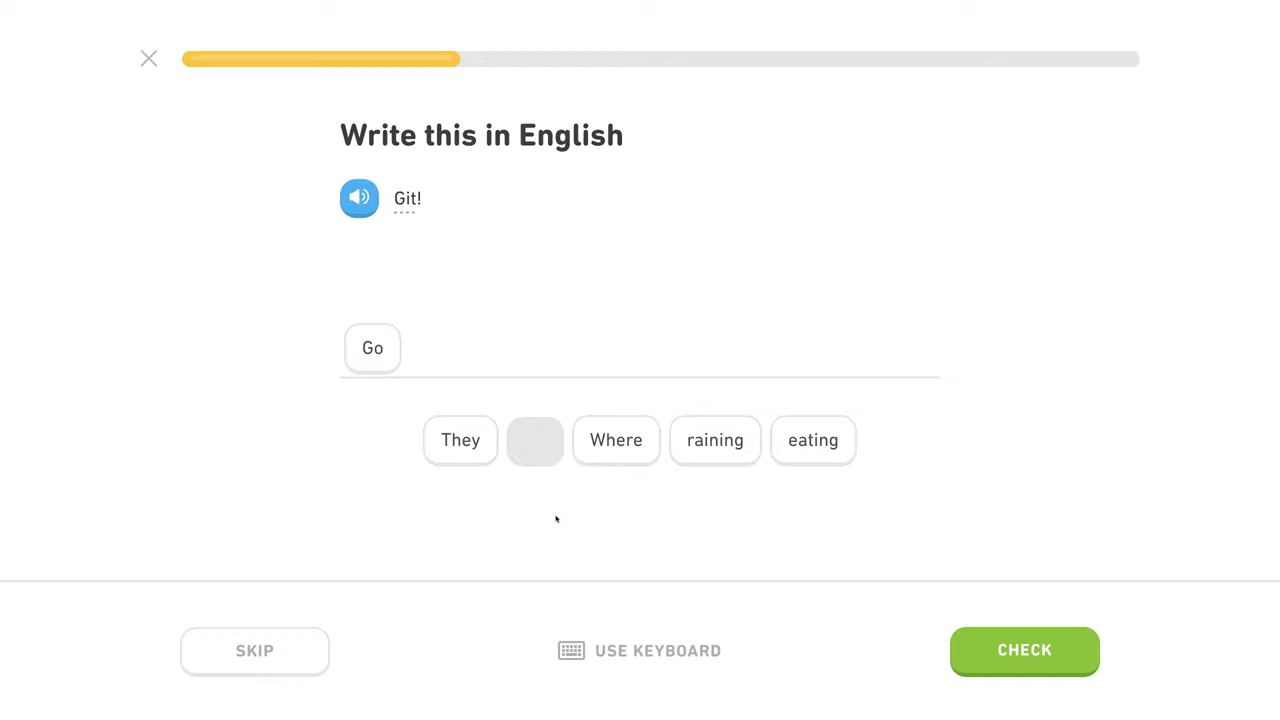 Write this in English
Git!
Go
They Where raining eating
SKIP USE KEYBOARD CHECK